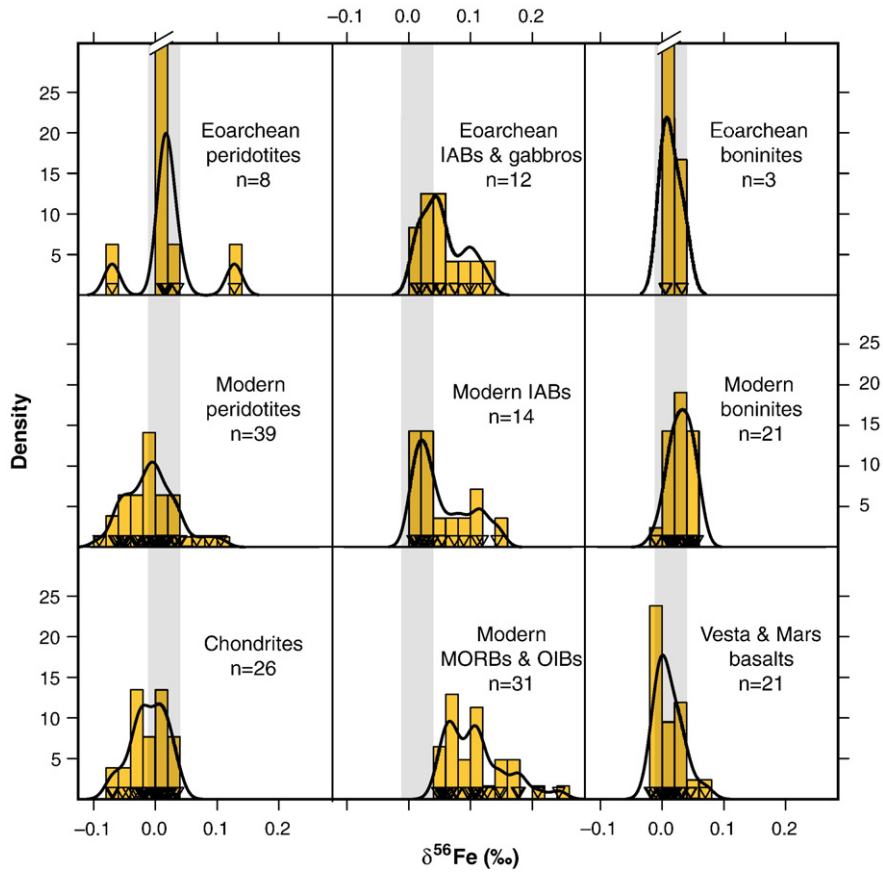 −0.1 0.0 0.1 0.2
25
20
15
10
5
Eoarchean
peridotites
n=8
Eoarchean
IABs & gabbros
n=12
Eoarchean
boninites
n=3
Density
Modern
peridotites
n=39
Modern IABs
n=14
Modern
boninites
n=21
25
20
15
10
5
25
20
15
10
5
Chondrites
n=26
Modern
MORBs & OIBs
n=31
Vesta & Mars
basalts
n=21
−0.1 0.0 0.1 0.2
−0.1 0.0 0.1 0.2
δ⁵⁶Fe (‰)